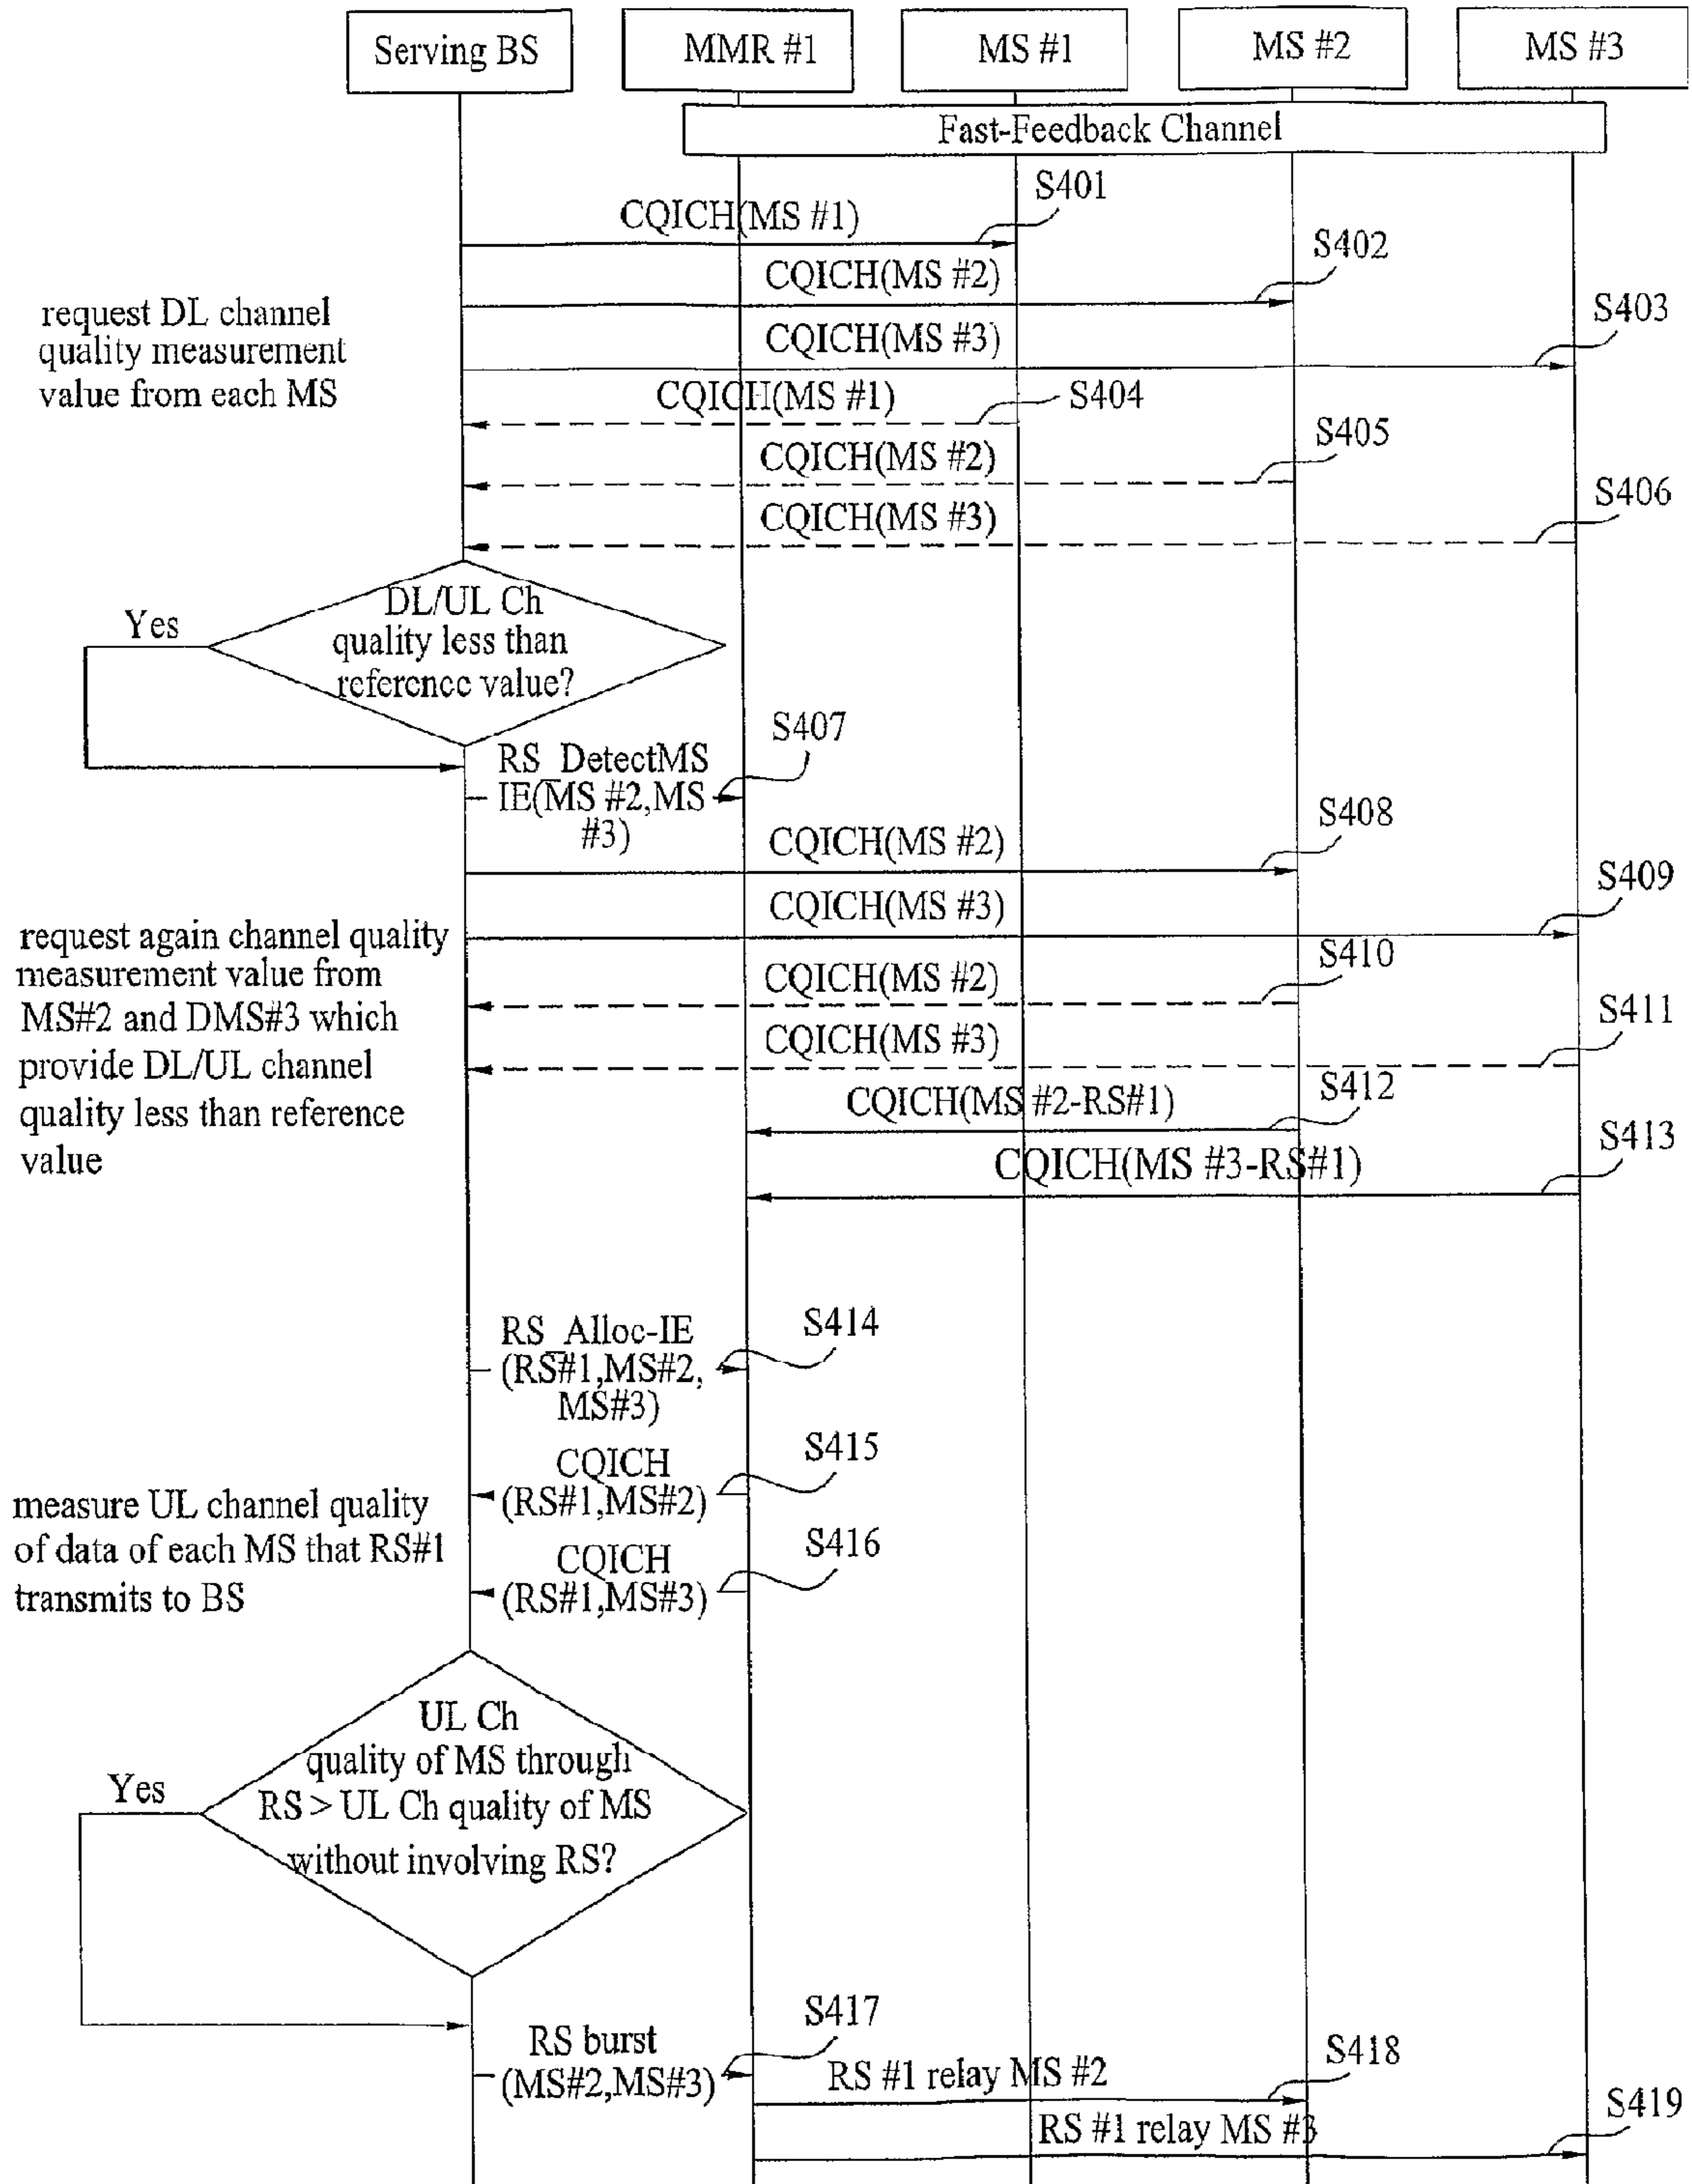 Serving BS
MMR #1
MS #1
MS #2
MS #3
Fast-Feedback Channel
S401
CQICH(MS #1)
S402
CQICH(MS #2)
S403
CQICH(MS #3)
request DL channel
quality measurement
value from each MS
CQICH(MS #1)
S404
S405
CQICH(MS #2)
S406
CQICH(MS #3)
Yes
DL/UL Ch
quality less than
reference value?
S407
RS_DetectMS
IE(MS #2,MS
#3)
S408
CQICH(MS #2)
S409
CQICH(MS #3)
request again channel quality
measurement value from
MS#2 and DMS#3 which
provide DL/UL channel
quality less than reference
value
S410
CQICH(MS #2)
S411
CQICH(MS #3)
S412
CQICH(MS #2-RS#1)
S413
CQICH(MS #3-RS#1)
S414
RS_Alloc-IE
(RS#1,MS#2,
MS#3)
S415
CQICH
(RS#1,MS#2)
measure UL channel quality
of data of each MS that RS#1
transmits to BS
S416
CQICH
(RS#1,MS#3)
Yes
UL Ch
quality of MS through
RS > UL Ch quality of MS
without involving RS?
S417
RS burst
(MS#2,MS#3)
S418
RS #1 relay MS #2
S419
RS #1 relay MS #3